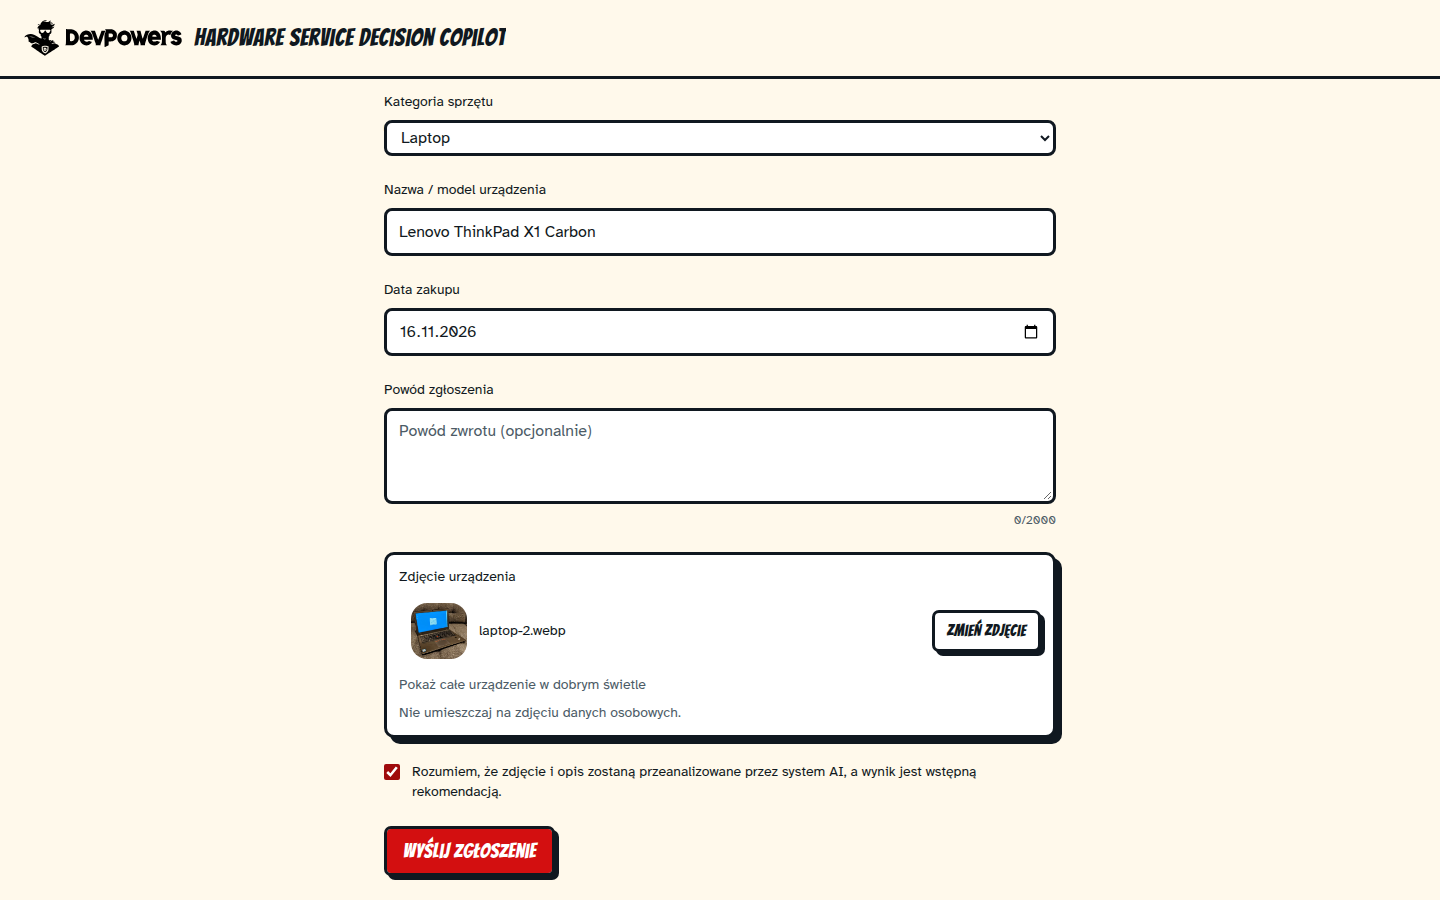 DevPowers HARDWARE SERVICE DECISION COPILOT
Kategoria sprzętu
Laptop
Nazwa / model urządzenia
Lenovo ThinkPad X1 Carbon
Data zakupu
16.11.2026
Powód zgłoszenia
Powód zwrotu (opcjonalnie)
0/2000
Zdjęcie urządzenia
laptop-2.webp
ZMIEŃ ZDJĘCIE
Pokaż całe urządzenie w dobrym świetle
Nie umieszczaj na zdjęciu danych osobowych.
Rozumiem, że zdjęcie i opis zostaną przeanalizowane przez system AI, a wynik jest wstępną
rekomendacją.
WYŚLIJ ZGŁOSZENIE